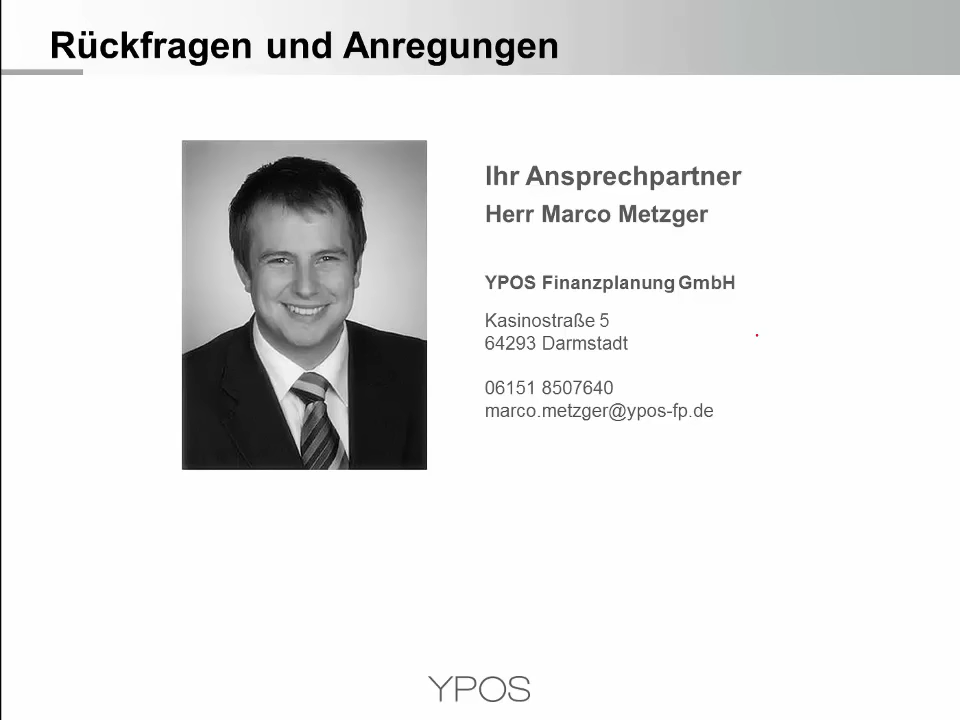 Rückfragen und Anregungen
Ihr Ansprechpartner
Herr Marco Metzger
YPOS Finanzplanung GmbH
Kasinostraße 5
64293 Darmstadt
06151 8507640
marco.metzger@ypos-fp.de
YPOS